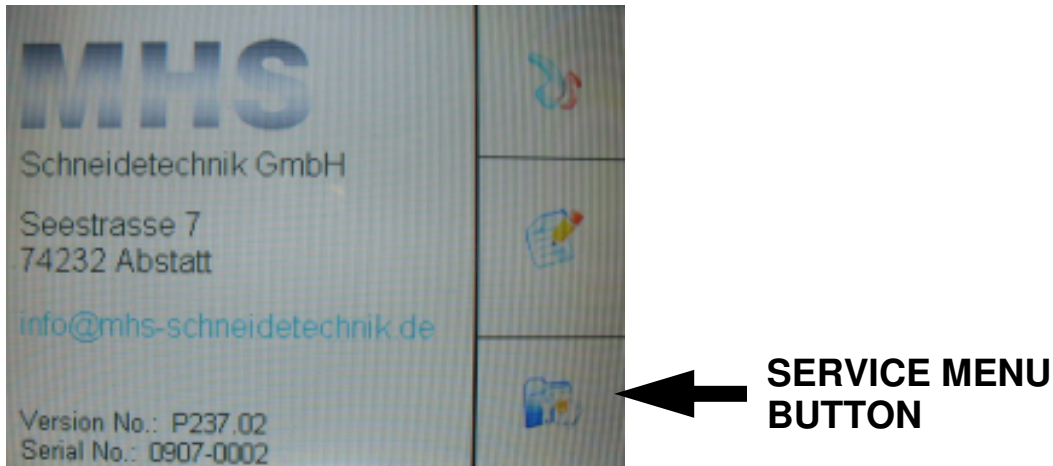 MHS
Schneidetechnik GmbH
Seestrasse 7
74232 Abstatt
info@mhs-schneidetechnik.de
Version No.: P237.02
Serial No.: 0907-0002
SERVICE MENU
BUTTON